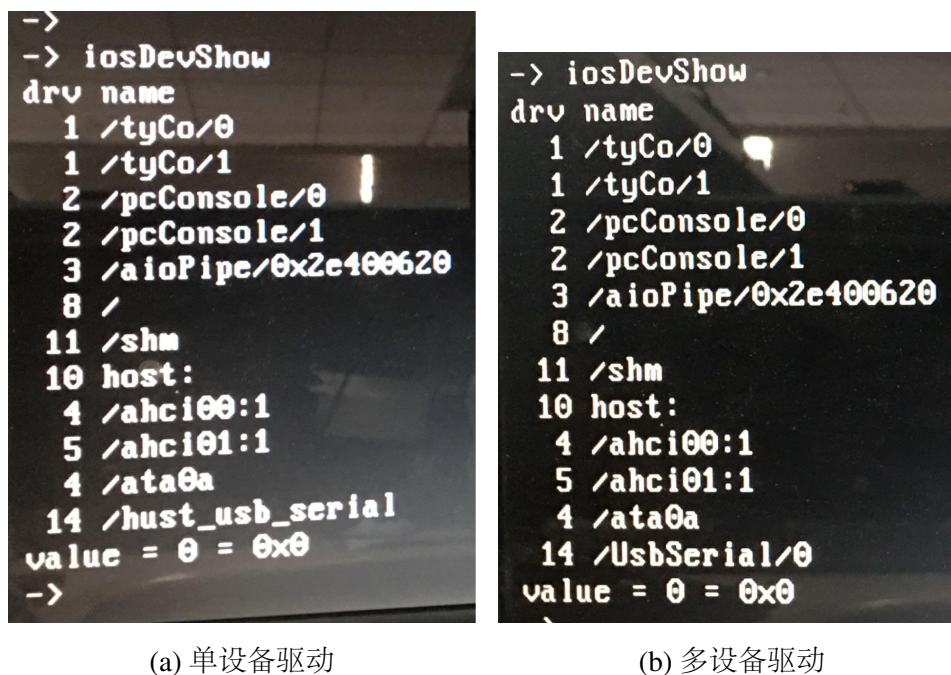 ->
-> iosDevShow
drv name
1 /tyCo/0
1 /tyCo/1
2 /pcConsole/0
2 /pcConsole/1
3 /aioPipe/0x2e400620
8 /
11 /shm
10 host:
4 /ahci00:1
5 /ahci01:1
4 /ata0a
14 /hust_usb_serial
value = 0 = 0x0
->
(a) 单设备驱动
-> iosDevShow
drv name
1 /tyCo/0
1 /tyCo/1
2 /pcConsole/0
2 /pcConsole/1
3 /aioPipe/0x2e400620
8 /
11 /shm
10 host:
4 /ahci00:1
5 /ahci01:1
4 /ata0a
14 /UsbSerial/0
value = 0 = 0x0
(b) 多设备驱动